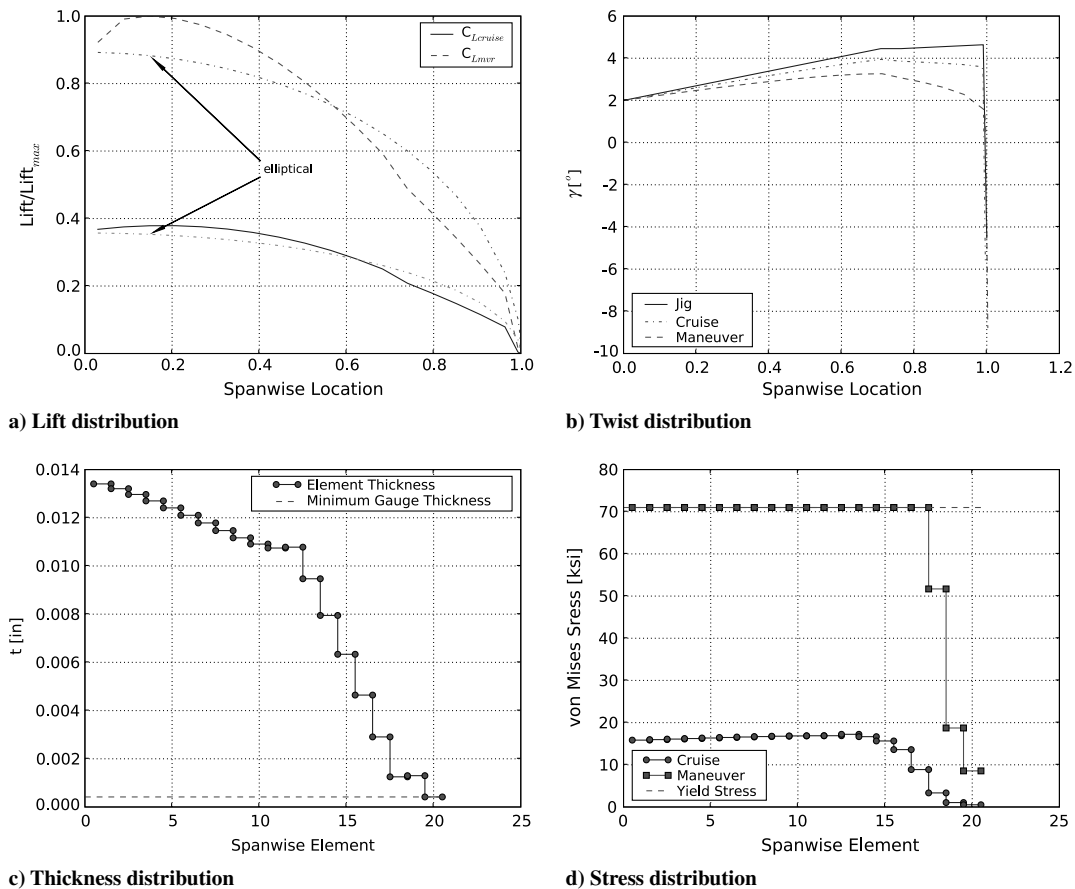 1.0
0.8
0.6
0.4
0.2
0.0
Lift/Lift_max
C_Lcruise
C_Lmvr
elliptical
0.0 0.2 0.4 0.6 0.8 1.0
Spanwise Location
a) Lift distribution
6
4
2
0
-2
-4
-6
-8
-10
γ[°]
Jig
Cruise
Maneuver
0.0 0.2 0.4 0.6 0.8 1.0 1.2
Spanwise Location
b) Twist distribution
0.014
0.012
0.010
0.008
0.006
0.004
0.002
0.000
t [in]
Element Thickness
Minimum Gauge Thickness
0 5 10 15 20 25
Spanwise Element
c) Thickness distribution
80
70
60
50
40
30
20
10
0
von Mises Sress [ksi]
Cruise
Maneuver
Yield Stress
0 5 10 15 20 25
Spanwise Element
d) Stress distribution